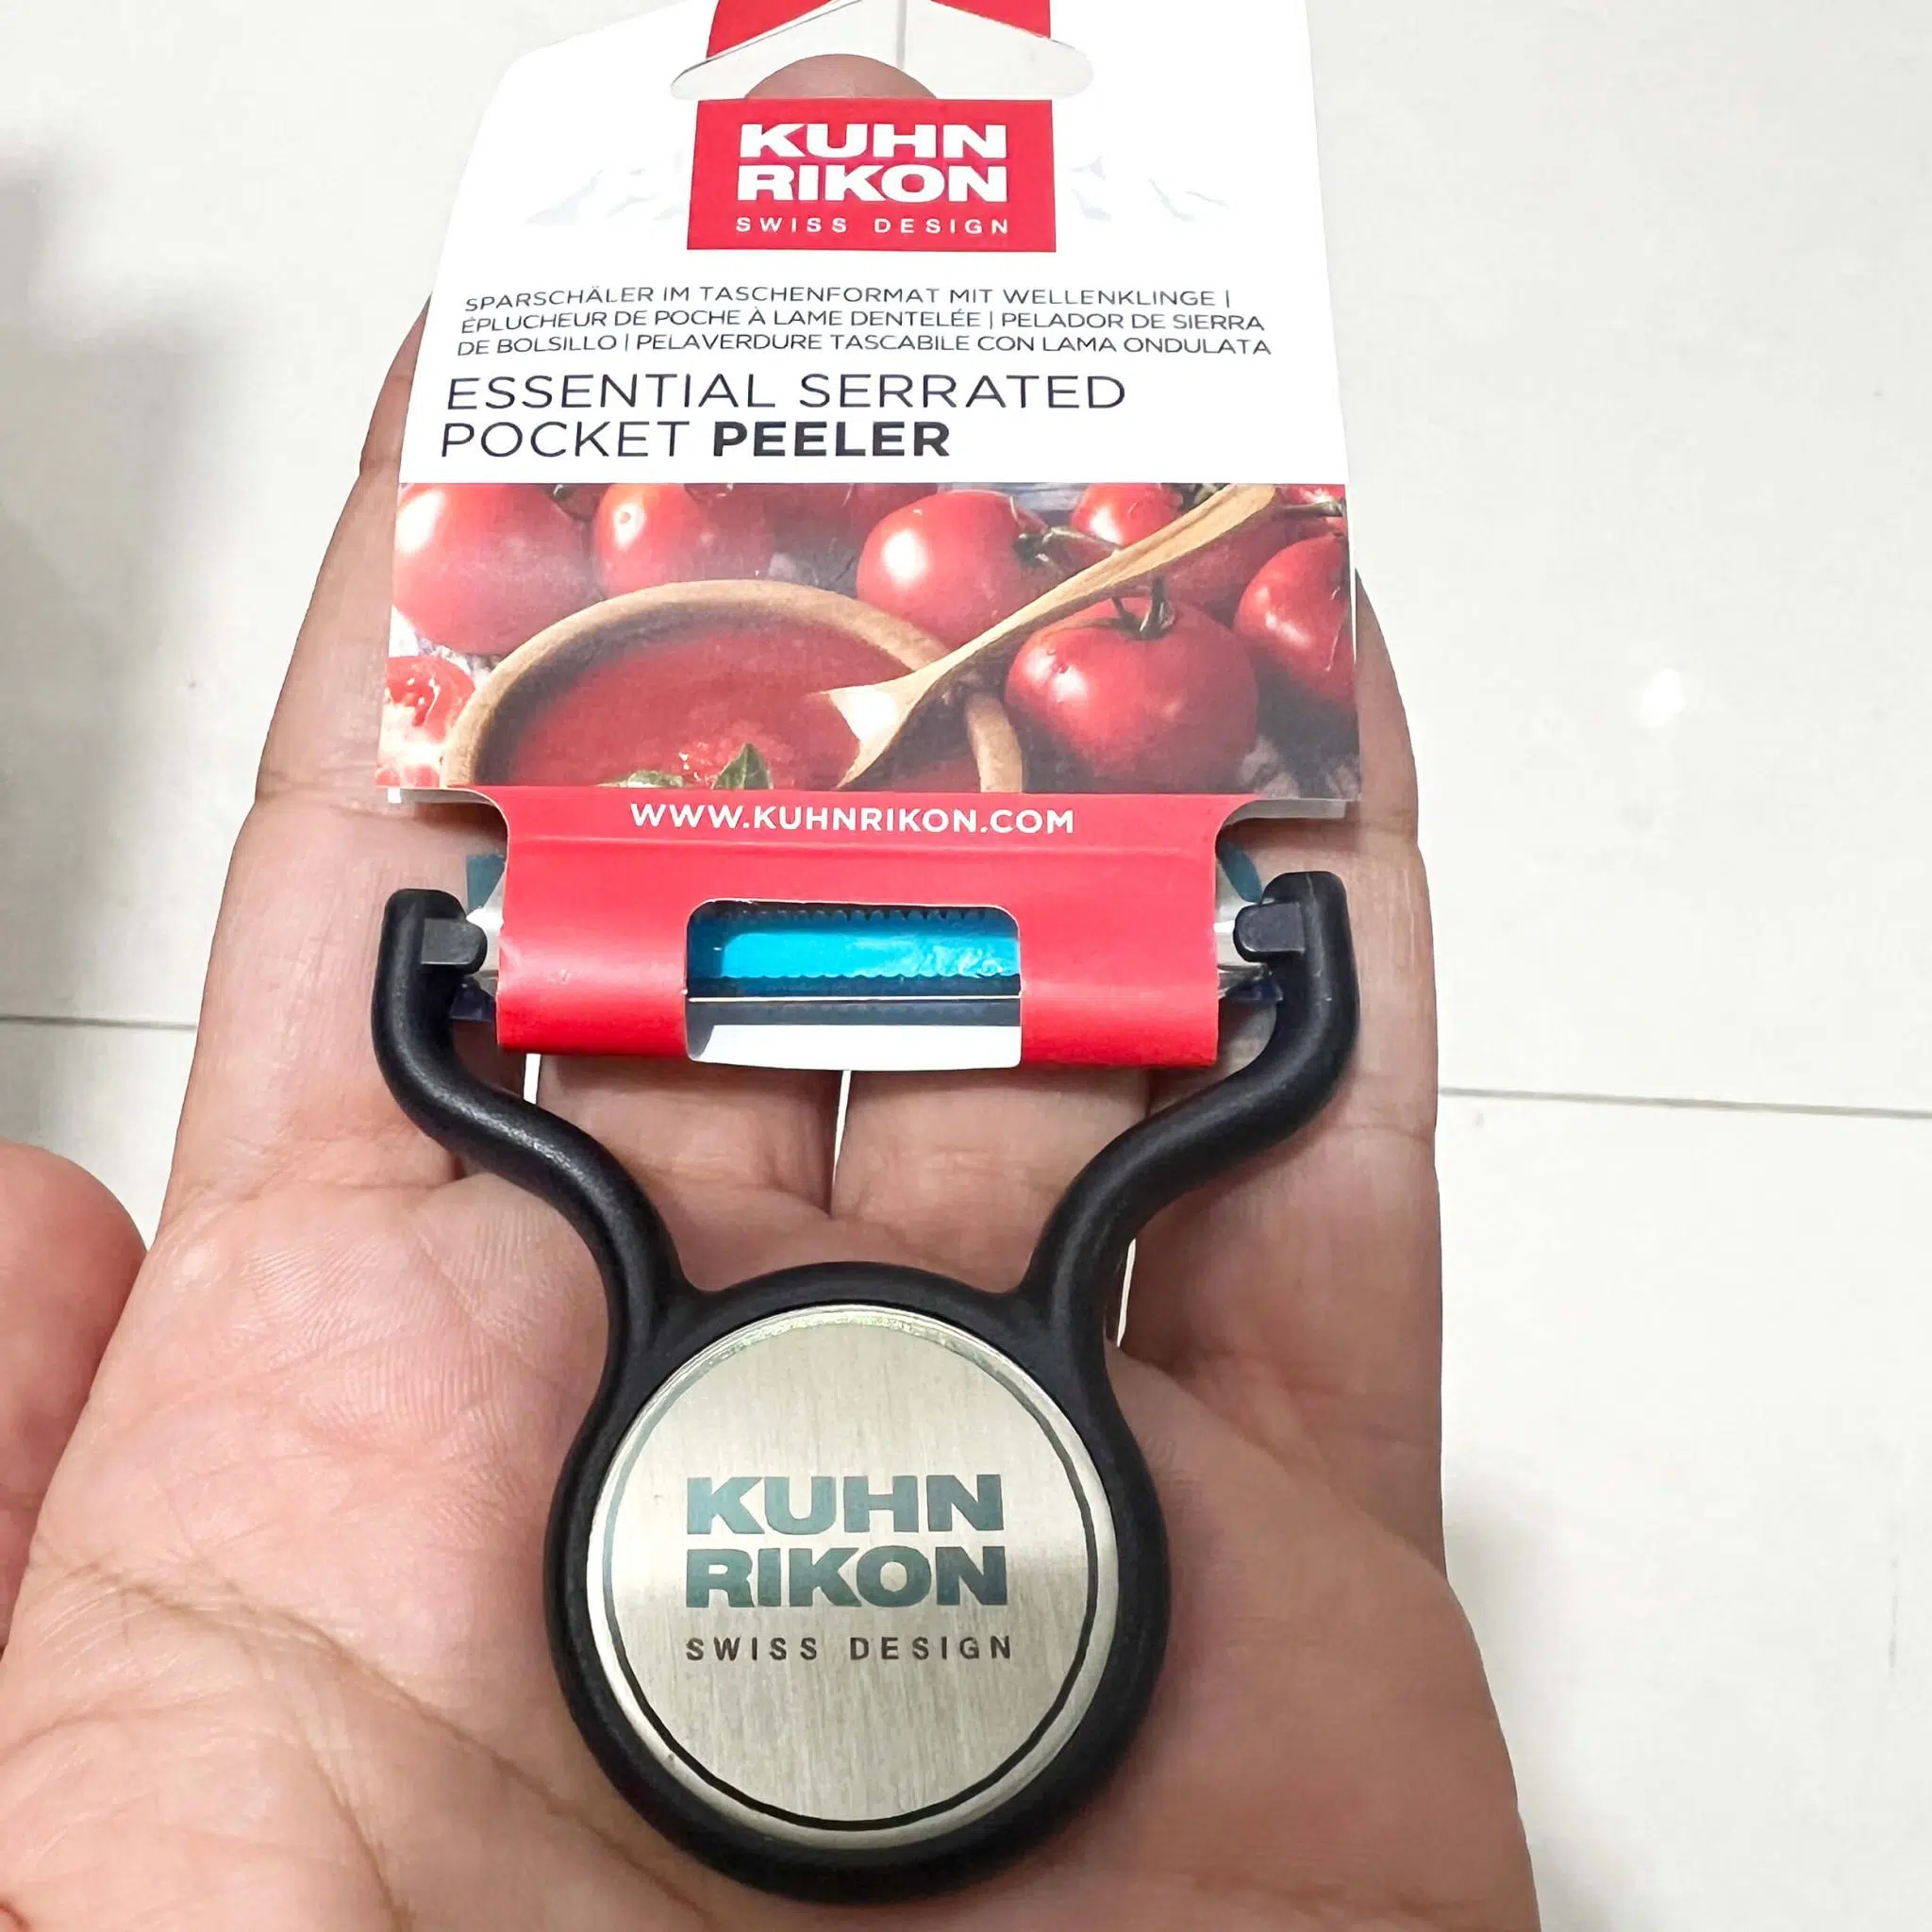 KUHN
RIKON
SWISS DESIGN
SPARSCHÄLER IM TASCHENFORMAT MIT WELLENKLINGE |
ÉPLUCHEUR DE POCHE À LAME DENTELÉE | PELADOR DE SIERRA
DE BOLSILLO | PELAVERDURE TASCABILE CON LAMA ONDULATA
ESSENTIAL SERRATED
POCKET PEELER
WWW.KUHNRIKON.COM
KUHN
RIKON
SWISS DESIGN